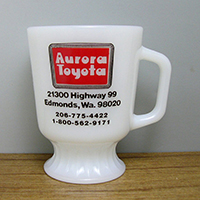 Aurora
Toyota
21300 Highway 99
Edmonds, Wa. 98020
206-775-4422
1-800-562-9171